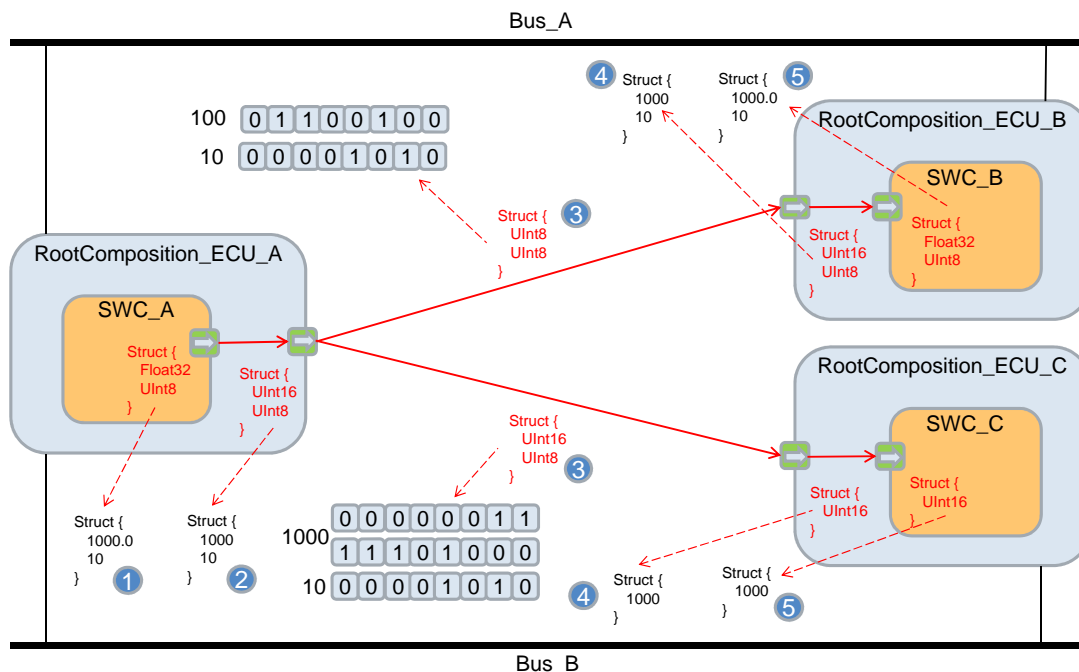 Bus_A
4
Struct {
1000
10
}
Struct {
1000.0
10
}
5
100
0 1 1 0 0 1 0 0
10
0 0 0 0 1 0 1 0
RootComposition_ECU_B
SWC_B
Struct {
UInt8
UInt8
}
3
Struct {
UInt16
UInt8
}
Struct {
Float32
UInt8
}
RootComposition_ECU_A
SWC_A
Struct {
Float32
UInt8
}
Struct {
UInt16
UInt8
}
RootComposition_ECU_C
SWC_C
Struct {
UInt16
UInt8
}
3
Struct {
UInt16
}
Struct {
UInt16
}
Struct {
1000.0
10
}
1
Struct {
1000
10
}
2
1000
0 0 0 0 0 0 1 1
1 1 1 0 1 0 0 0
10
0 0 0 0 1 0 1 0
4
Struct {
1000
}
Struct {
1000
}
5
Bus_B